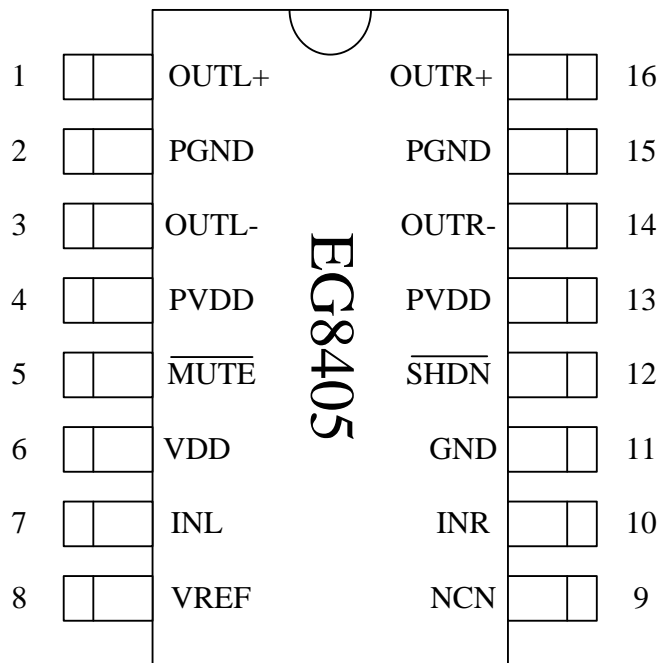 1 OUTL+ OUTR+ 16
2 PGND PGND 15
3 OUTL- OUTR- 14
4 PVDD PVDD 13
5 MUTE SHDN 12
6 VDD GND 11
7 INL INR 10
8 VREF NCN 9
EG8405